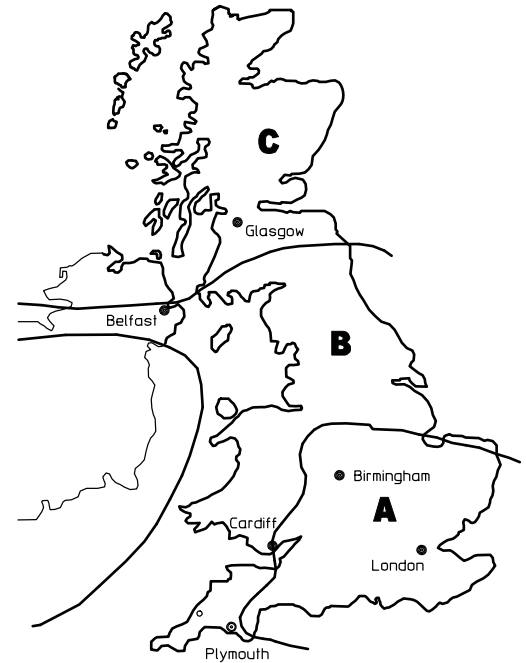 C
Glasgow
Belfast
B
Birmingham
A
Cardiff
London
Plymouth